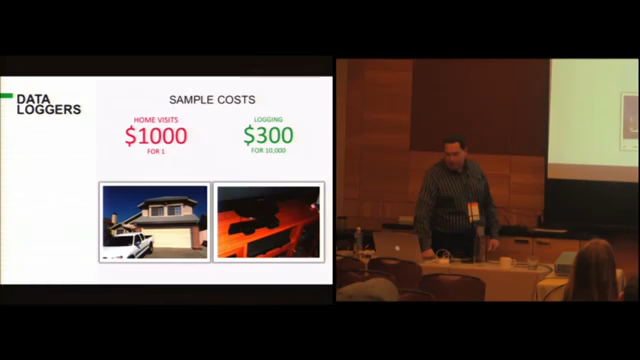 DATA
LOGGERS
SAMPLE COSTS
HOME VISITS
$1000
FOR 1
LOGGING
$300
FOR 10,000